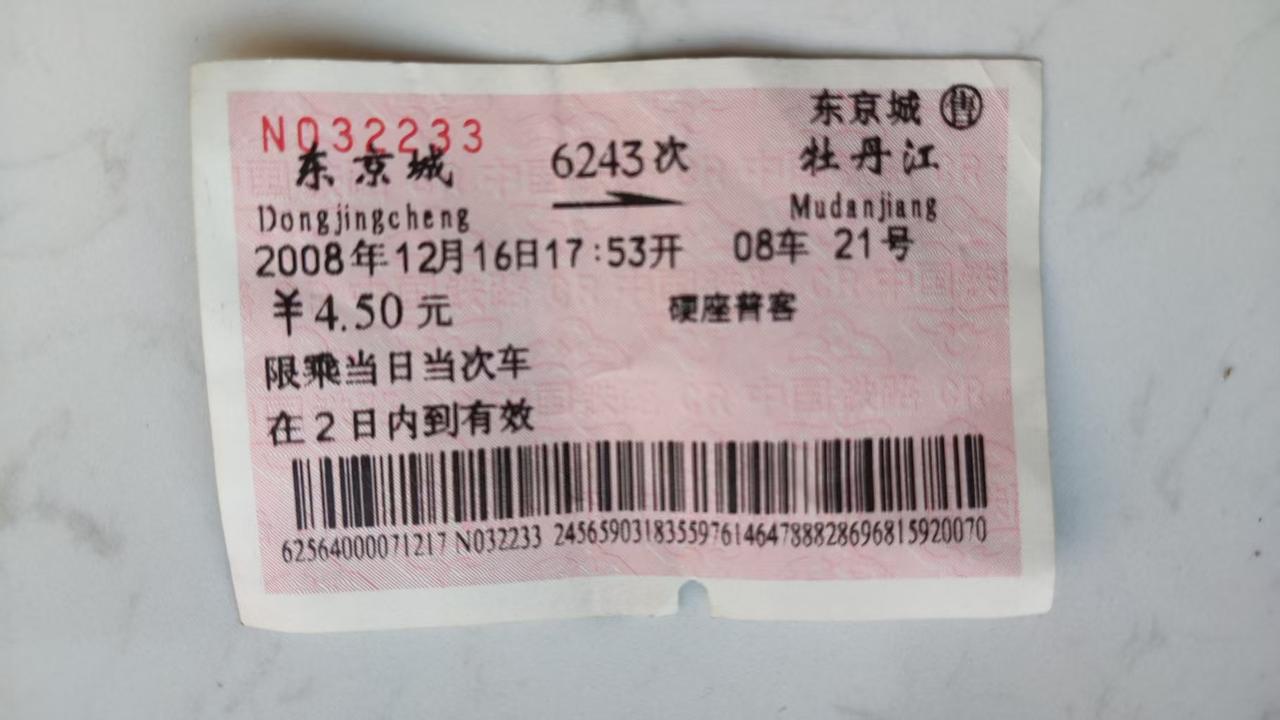 东京城 售
N032233
东京城 6243次 牡丹江
Dongjingcheng Mudanjiang
2008年12月16日17:53开 08车 21号
￥4.50元 硬座普客
限乘当日当次车
在2日内到有效
62564000071217 N032233 2456590318355976146478882869681592007​0